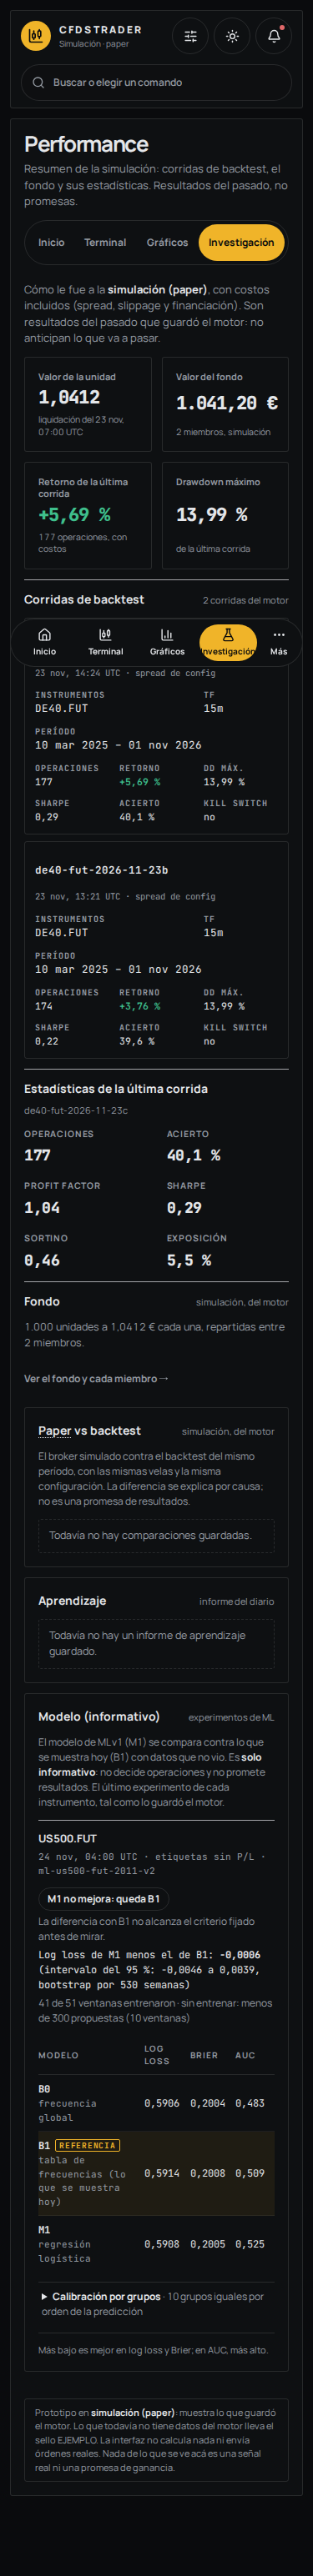 CFDSTRADER
Simulación · paper
Buscar o elegir un comando
Performance
Resumen de la simulación: corridas de backtest, el
fondo y sus estadísticas. Resultados del pasado, no
promesas.
Inicio Terminal Gráficos Investigación
Cómo le fue a la simulación (paper), con costos
incluidos (spread, slippage y financiación). Son
resultados del pasado que guardó el motor: no
anticipan lo que va a pasar.
Valor de la unidad
1,0412
liquidación del 23 nov,
07:00 UTC
Valor del fondo
1.041,20 €
2 miembros, simulación
Retorno de la última
corrida
+5,69 %
177 operaciones, con
costos
Drawdown máximo
13,99 %
de la última corrida
Corridas de backtest 2 corridas del motor
Inicio Terminal Gráficos Investigación Más
23 nov, 14:24 UTC · spread de config
INSTRUMENTOS TF
DE40.FUT 15m
PERÍODO
10 mar 2025 – 01 nov 2026
OPERACIONES RETORNO DD MÁX.
177 +5,69 % 13,99 %
SHARPE ACIERTO KILL SWITCH
0,29 40,1 % no
de40-fut-2026-11-23b
23 nov, 13:21 UTC · spread de config
INSTRUMENTOS TF
DE40.FUT 15m
PERÍODO
10 mar 2025 – 01 nov 2026
OPERACIONES RETORNO DD MÁX.
174 +3,76 % 13,99 %
SHARPE ACIERTO KILL SWITCH
0,22 39,6 % no
Estadísticas de la última corrida
de40-fut-2026-11-23c
OPERACIONES ACIERTO
177 40,1 %
PROFIT FACTOR SHARPE
1,04 0,29
SORTINO EXPOSICIÓN
0,46 5,5 %
Fondo simulación, del motor
1.000 unidades a 1,0412 € cada una, repartidas entre
2 miembros.
Ver el fondo y cada miembro →
Paper vs backtest simulación, del motor
El broker simulado contra el backtest del mismo
período, con las mismas velas y la misma
configuración. La diferencia se explica por causa;
no es una promesa de resultados.
Todavía no hay comparaciones guardadas.
Aprendizaje informe del diario
Todavía no hay un informe de aprendizaje
guardado.
Modelo (informativo) experimentos de ML
El modelo de ML v1 (M1) se compara contra lo que
se muestra hoy (B1) con datos que no vio. Es solo
informativo: no decide operaciones y no promete
resultados. El último experimento de cada
instrumento, tal como lo guardó el motor.
US500.FUT
24 nov, 04:00 UTC · etiquetas sin P/L ·
ml-us500-fut-2011-v2
M1 no mejora: queda B1
La diferencia con B1 no alcanza el criterio fijado
antes de mirar.
Log loss de M1 menos el de B1: -0,0006
(intervalo del 95 %: -0,0046 a 0,0039,
bootstrap por 530 semanas)
41 de 51 ventanas entrenaron · sin entrenar: menos
de 300 propuestas (10 ventanas)
MODELO LOG LOSS BRIER AUC
B0
frecuencia
global
0,5906 0,2004 0,483
B1 REFERENCIA
tabla de
frecuencias (lo
que se muestra
hoy)
0,5914 0,2008 0,509
M1
regresión
logística
0,5908 0,2005 0,525
Calibración por grupos · 10 grupos iguales por
orden de la predicción
Más bajo es mejor en log loss y Brier; en AUC, más alto.
Prototipo en simulación (paper): muestra lo que guardó
el motor. Lo que todavía no tiene datos del motor lleva el
sello EJEMPLO. La interfaz no calcula nada ni envía
órdenes reales. Nada de lo que se ve acá es una señal
real ni una promesa de ganancia.